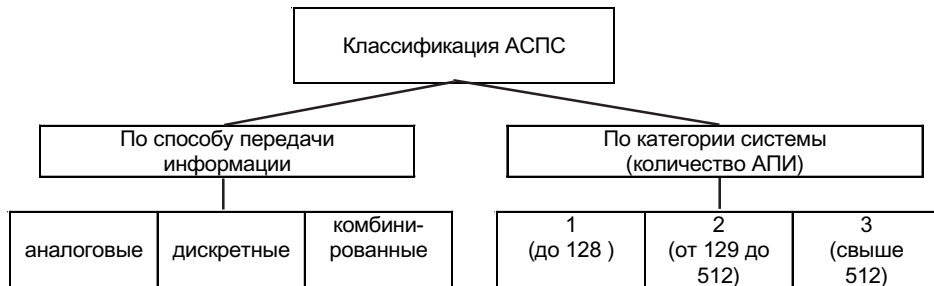 Классификация АСПС
По способу передачи
информации
По категории системы
(количество АПИ)
аналоговые
дискретные
комбини-
рованные
1
(до 128 )
2
(от 129 до
512)
3
(свыше
512)